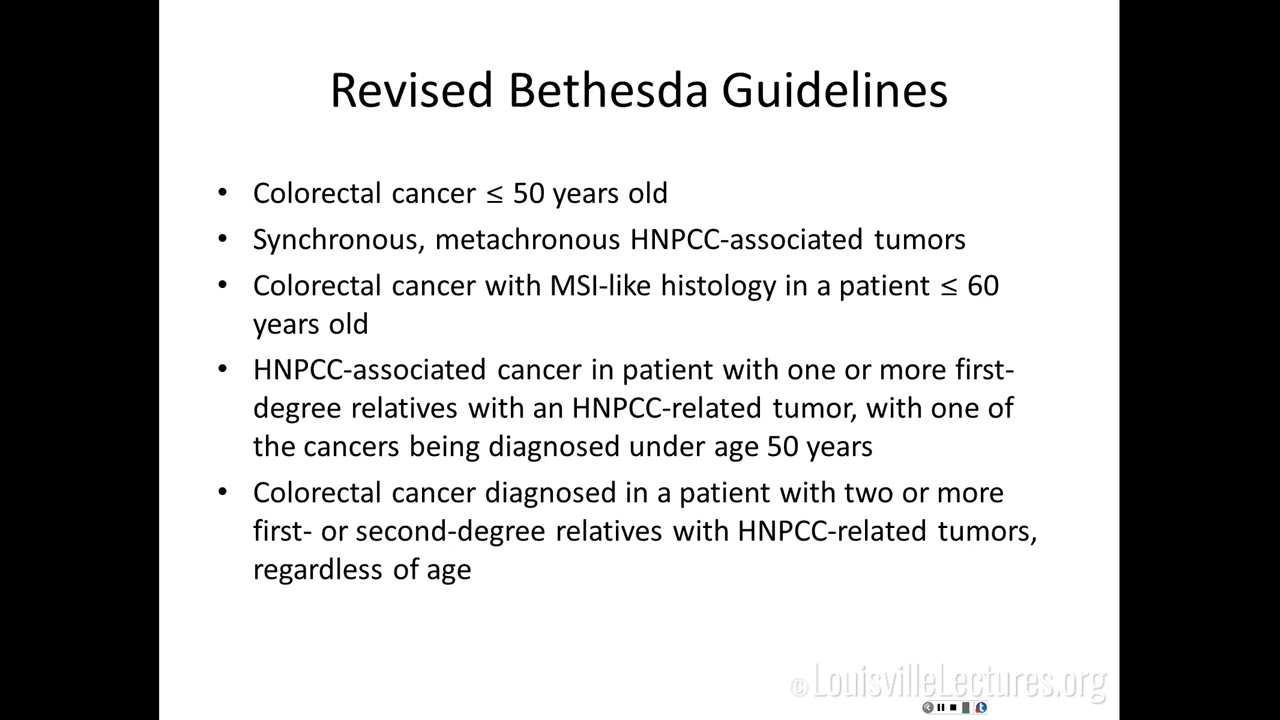 Revised Bethesda Guidelines
• Colorectal cancer ≤ 50 years old
• Synchronous, metachronous HNPCC-associated tumors
• Colorectal cancer with MSI-like histology in a patient ≤ 60
years old
• HNPCC-associated cancer in patient with one or more first-
degree relatives with an HNPCC-related tumor, with one of
the cancers being diagnosed under age 50 years
• Colorectal cancer diagnosed in a patient with two or more
first- or second-degree relatives with HNPCC-related tumors,
regardless of age
©LouisvilleLectures.org